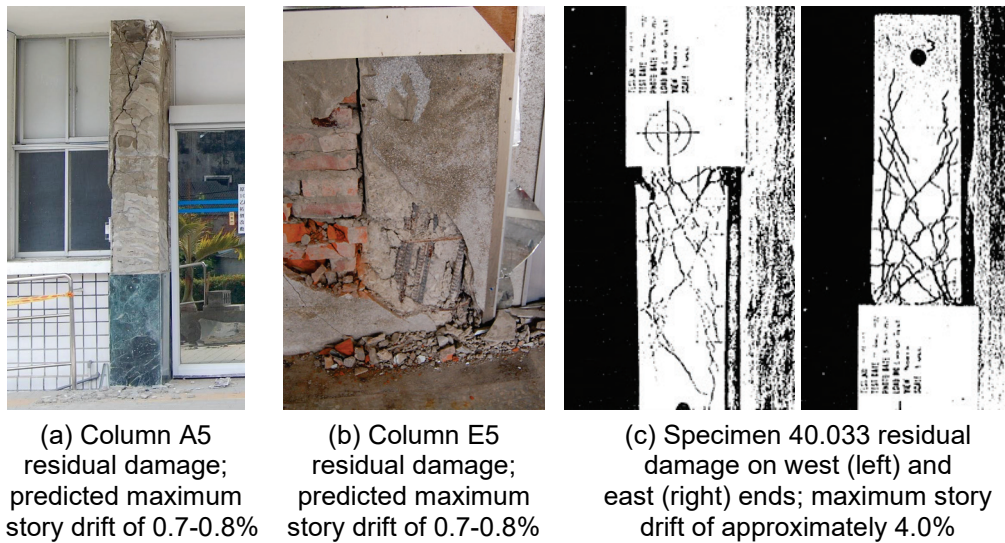 (a) Column A5
residual damage;
predicted maximum
story drift of 0.7-0.8%
(b) Column E5
residual damage;
predicted maximum
story drift of 0.7-0.8%
(c) Specimen 40.033 residual
damage on west (left) and
east (right) ends; maximum story
drift of approximately 4.0%